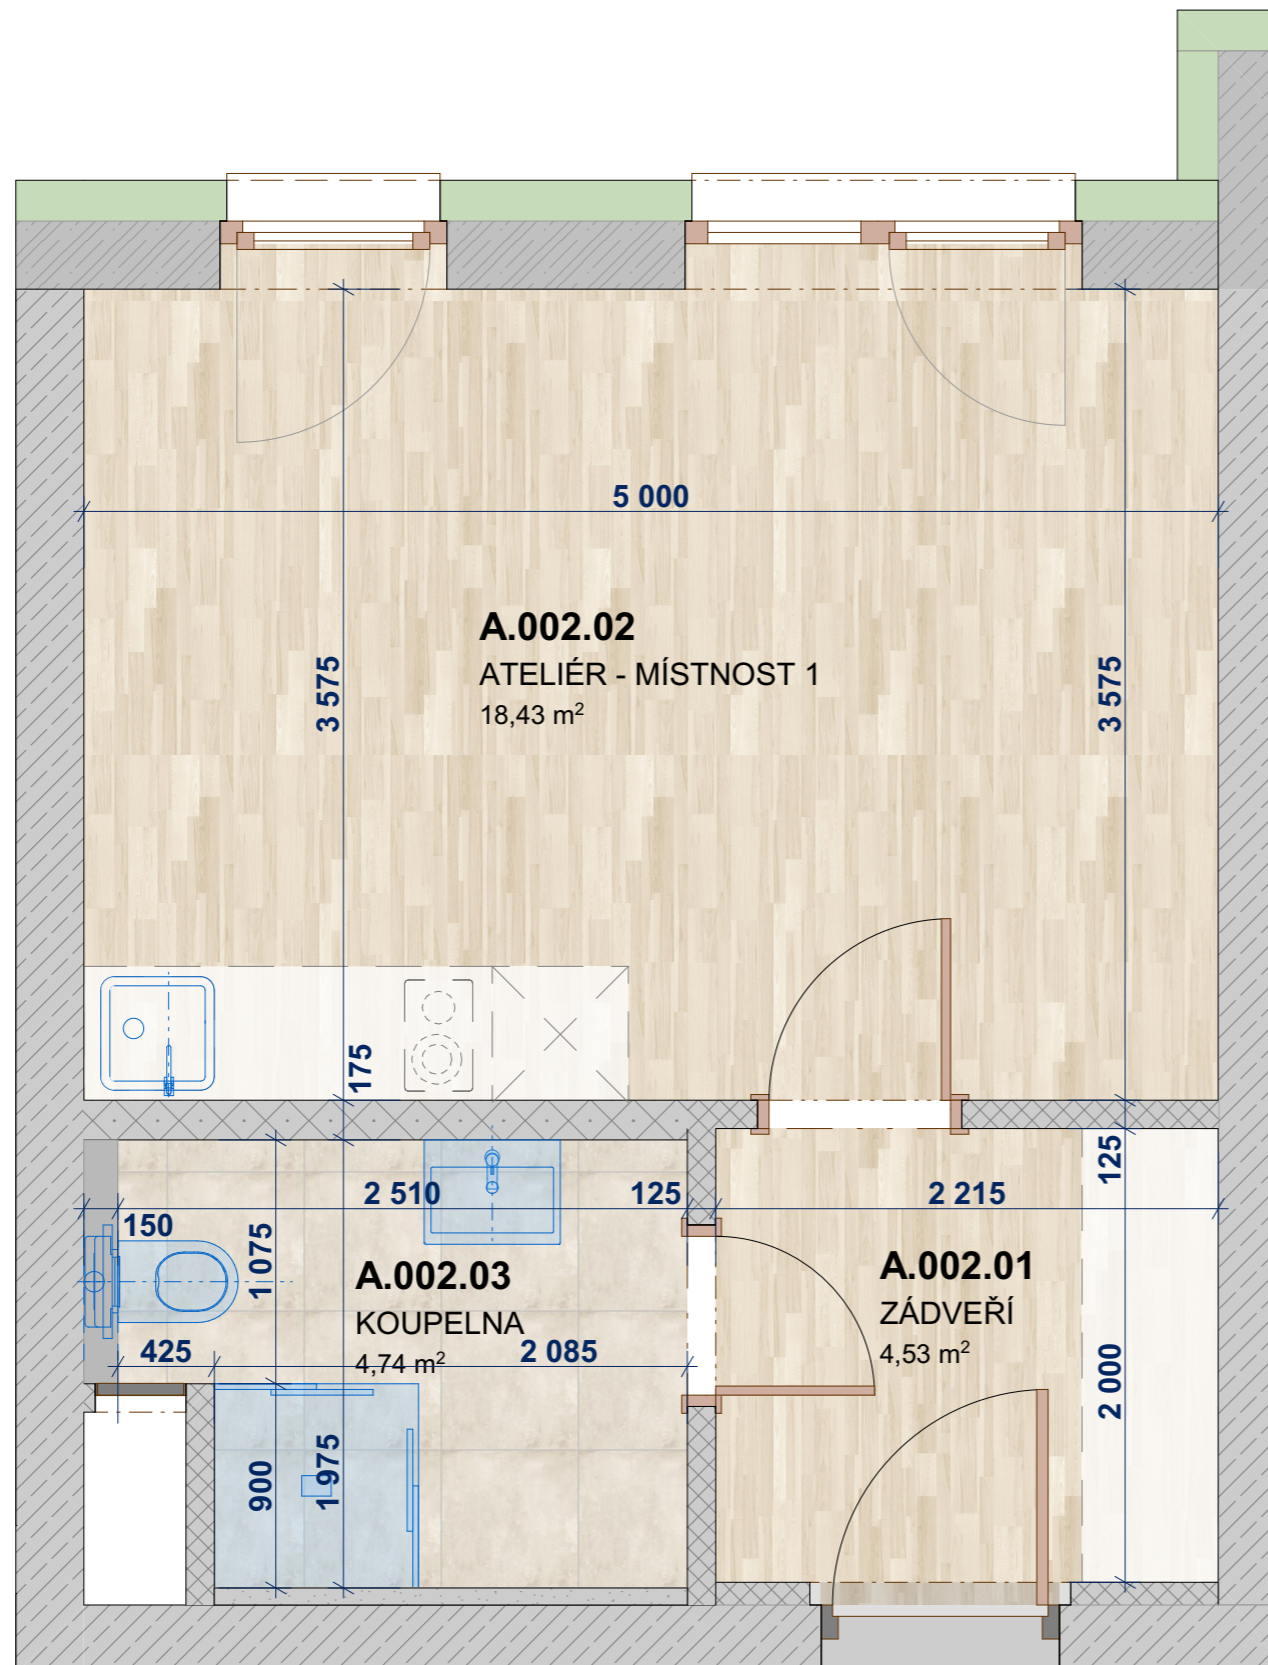 5 000
A.002.02
ATELIÉR - MÍSTNOST 1
18,43 m²
3 575
3 575
175
125
2 510
125
2 215
150
1 075
A.002.03
KOUPELNA
4,74 m²
A.002.01
ZÁDVEŘÍ
4,53 m²
425
2 085
2 000
900
1 975